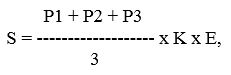 P1 + P2 + P3
S = -------------------- x K x E,
3